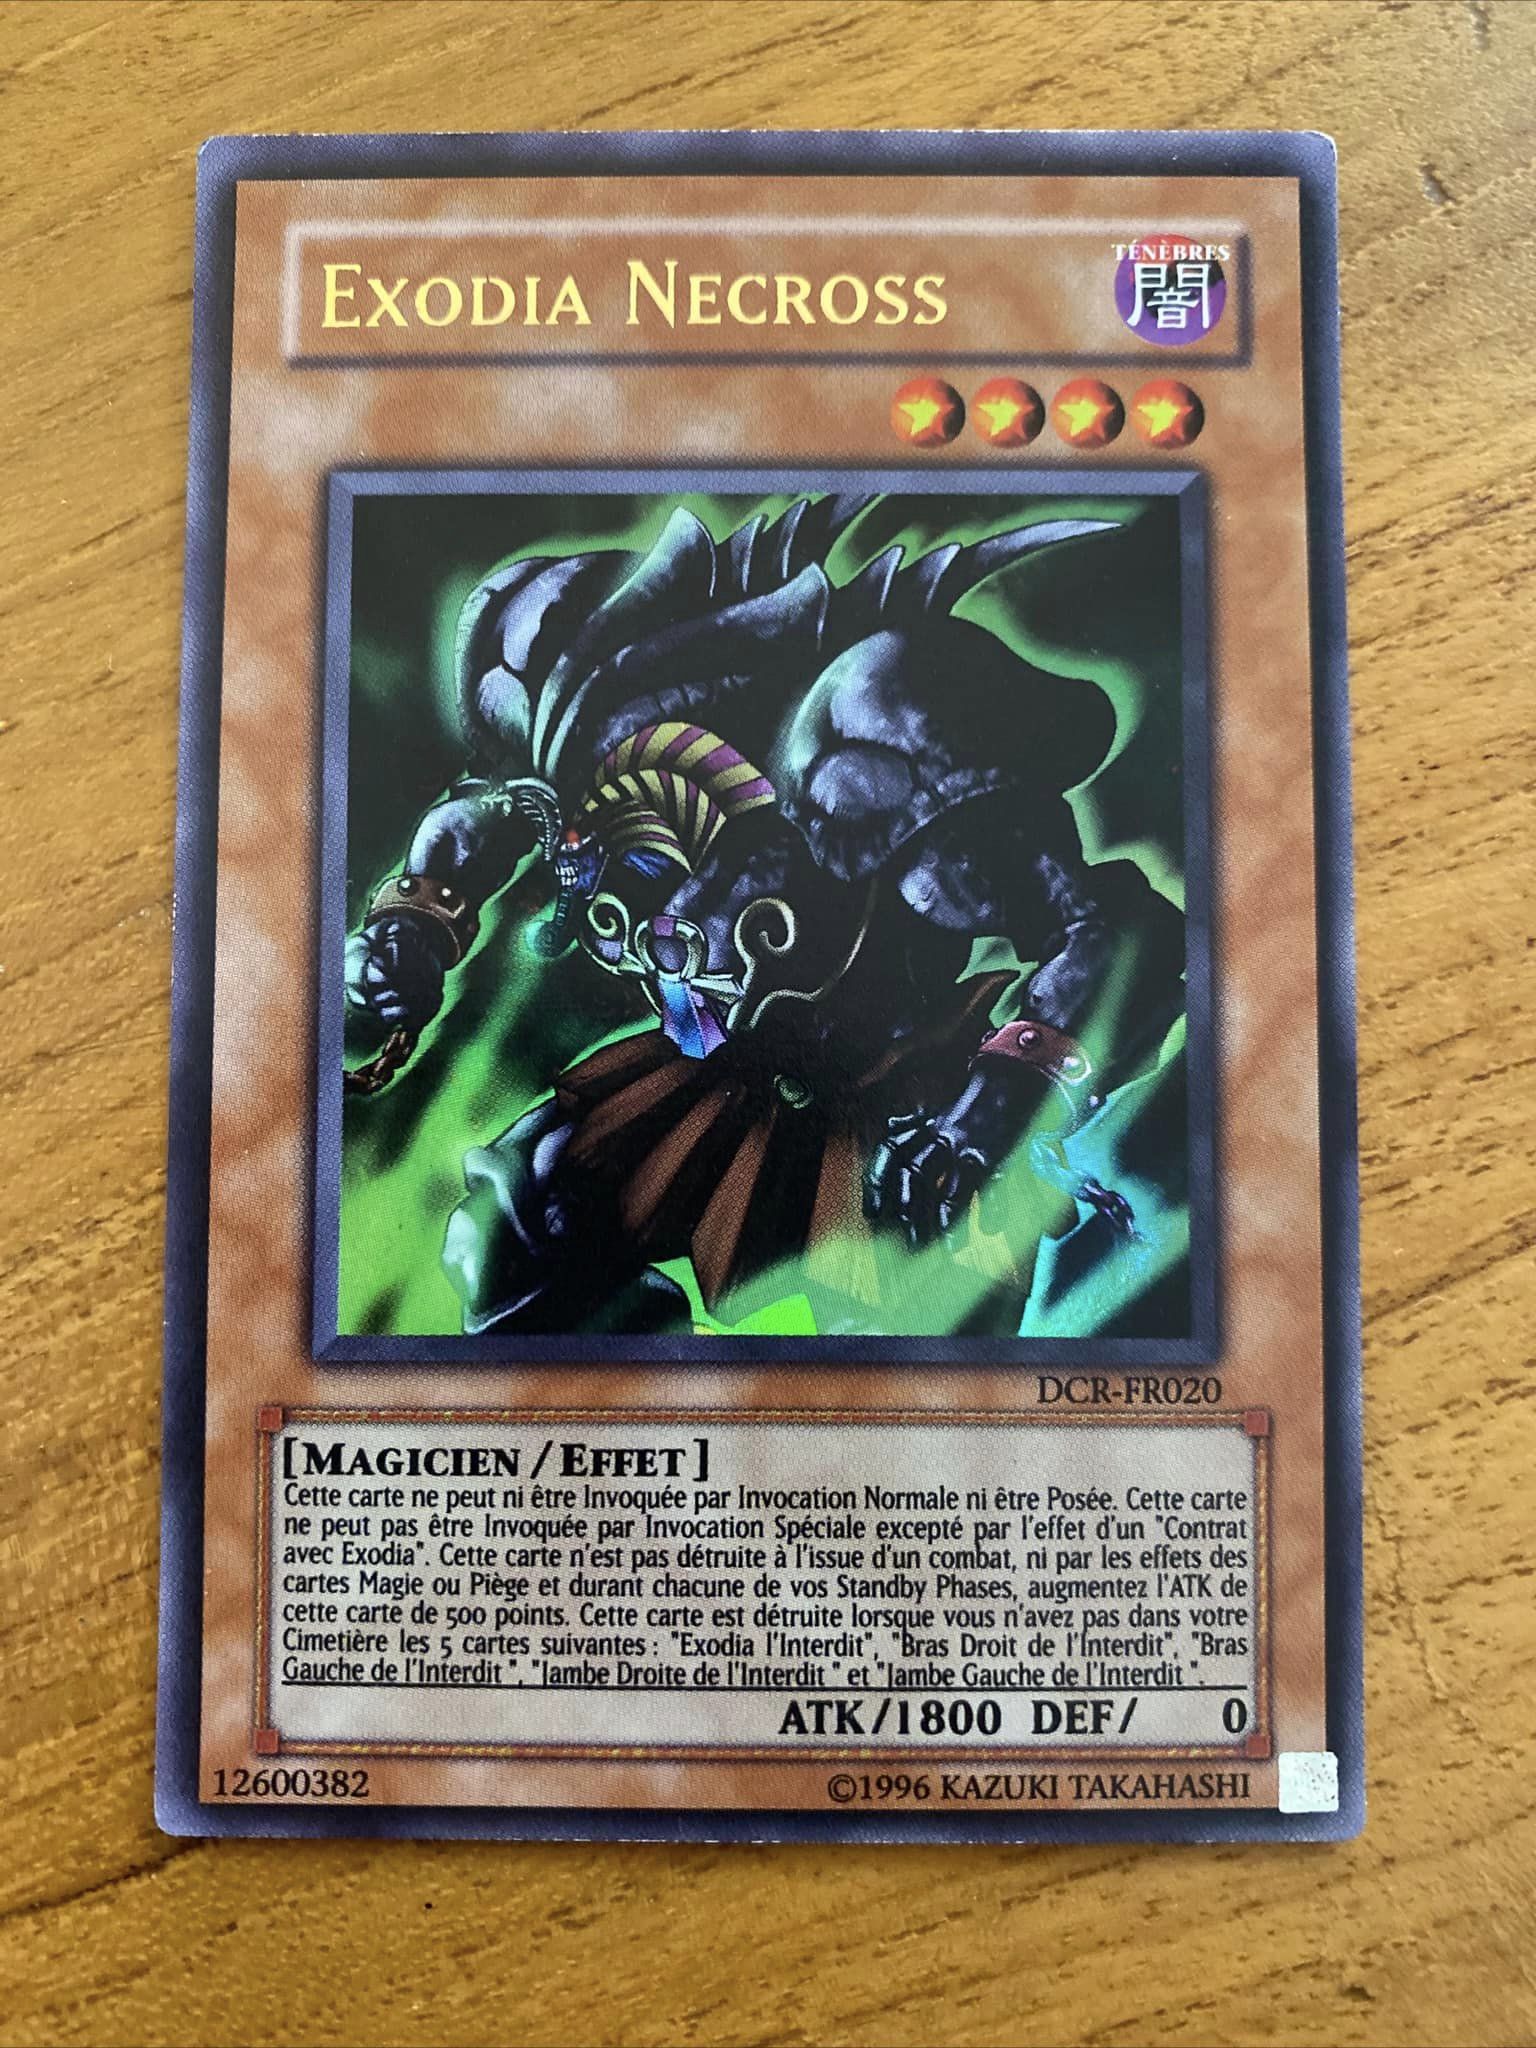 EXODIA NECROSS
TÉNÈBRES
闇
DCR-FR020
[MAGICIEN / EFFET]
Cette carte ne peut ni être Invoquée par Invocation Normale ni être Posée. Cette carte
ne peut pas être Invoquée par Invocation Spéciale excepté par l'effet d'un "Contrat
avec Exodia". Cette carte n'est pas détruite à l'issue d'un combat, ni par les effets des
cartes Magie ou Piège et durant chacune de vos Standby Phases, augmentez l'ATK de
cette carte de 500 points. Cette carte est détruite lorsque vous n'avez pas dans votre
Cimetière les 5 cartes suivantes : "Exodia l'Interdit", "Bras Droit de l'Interdit", "Bras
Gauche de l'Interdit ", "Jambe Droite de l'Interdit " et "Jambe Gauche de l'Interdit ".
ATK/1800 DEF/ 0
12600382
©1996 KAZUKI TAKAHASHI